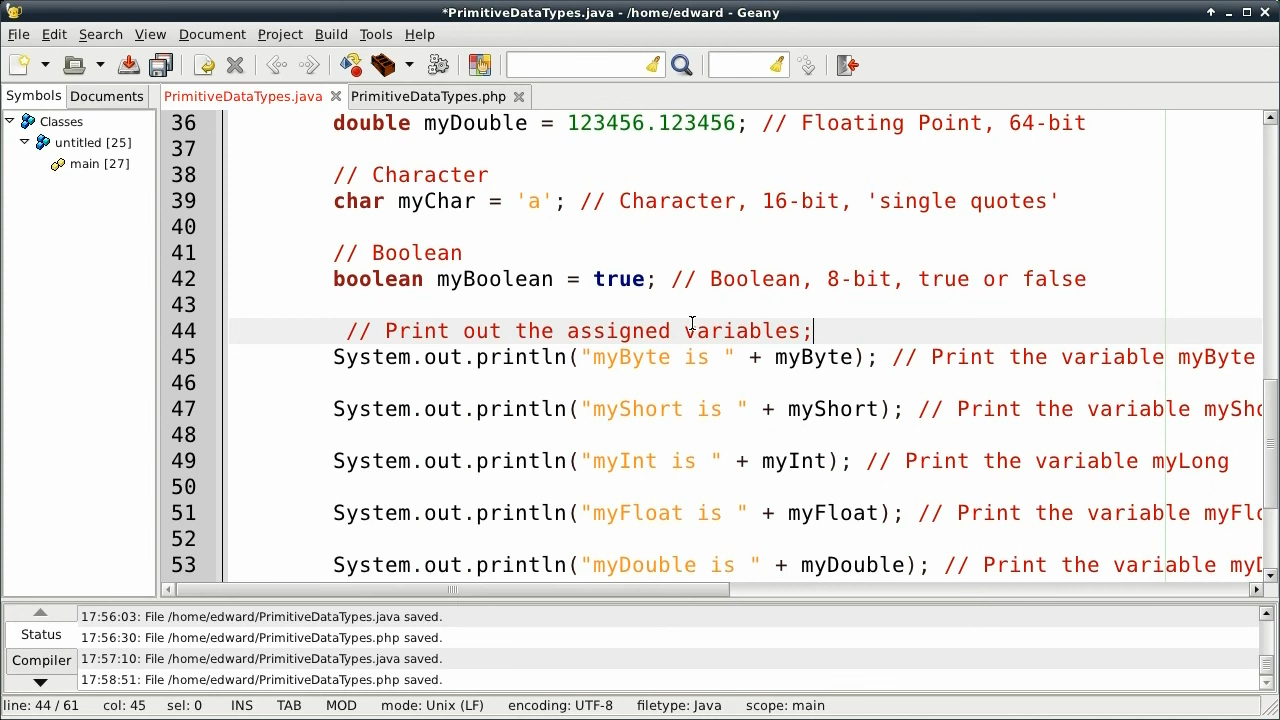 *PrimitiveDataTypes.java - /home/edward - Geany
File Edit Search View Document Project Build Tools Help
Symbols Documents PrimitiveDataTypes.java PrimitiveDataTypes.php
Classes
untitled [25]
main [27]
36 double myDouble = 123456.123456; // Floating Point, 64-bit
37
38 // Character
39 char myChar = 'a'; // Character, 16-bit, 'single quotes'
40
41 // Boolean
42 boolean myBoolean = true; // Boolean, 8-bit, true or false
43
44 // Print out the assigned variables;
45 System.out.println("myByte is " + myByte); // Print the variable myByte
46
47 System.out.println("myShort is " + myShort); // Print the variable mySho
48
49 System.out.println("myInt is " + myInt); // Print the variable myLong
50
51 System.out.println("myFloat is " + myFloat); // Print the variable myFlo
52
53 System.out.println("myDouble is " + myDouble); // Print the variable myD
Status
Compiler
17:56:03: File /home/edward/PrimitiveDataTypes.java saved.
17:56:30: File /home/edward/PrimitiveDataTypes.php saved.
17:57:10: File /home/edward/PrimitiveDataTypes.java saved.
17:58:51: File /home/edward/PrimitiveDataTypes.php saved.
line: 44 / 61 col: 45 sel: 0 INS TAB MOD mode: Unix (LF) encoding: UTF-8 filetype: Java scope: main